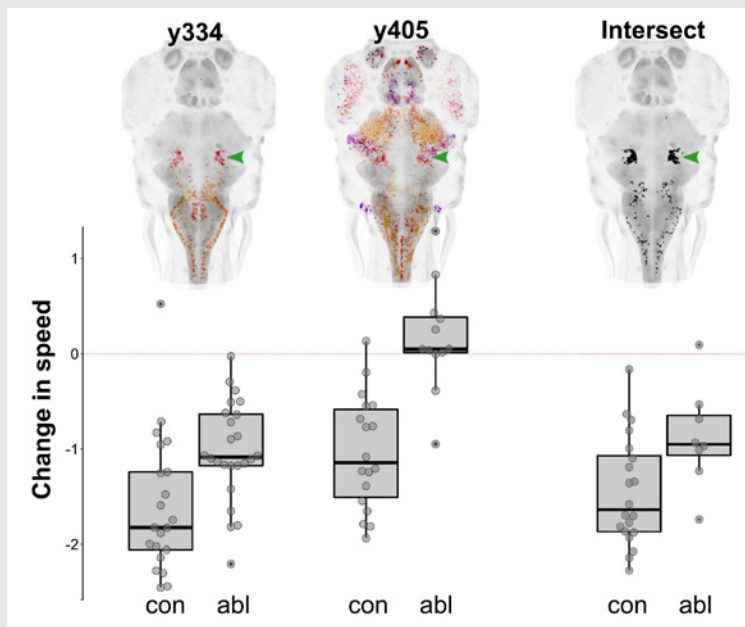 y334 y405 Intersect
Change in speed
1
0
-1
-2
con abl con abl con abl